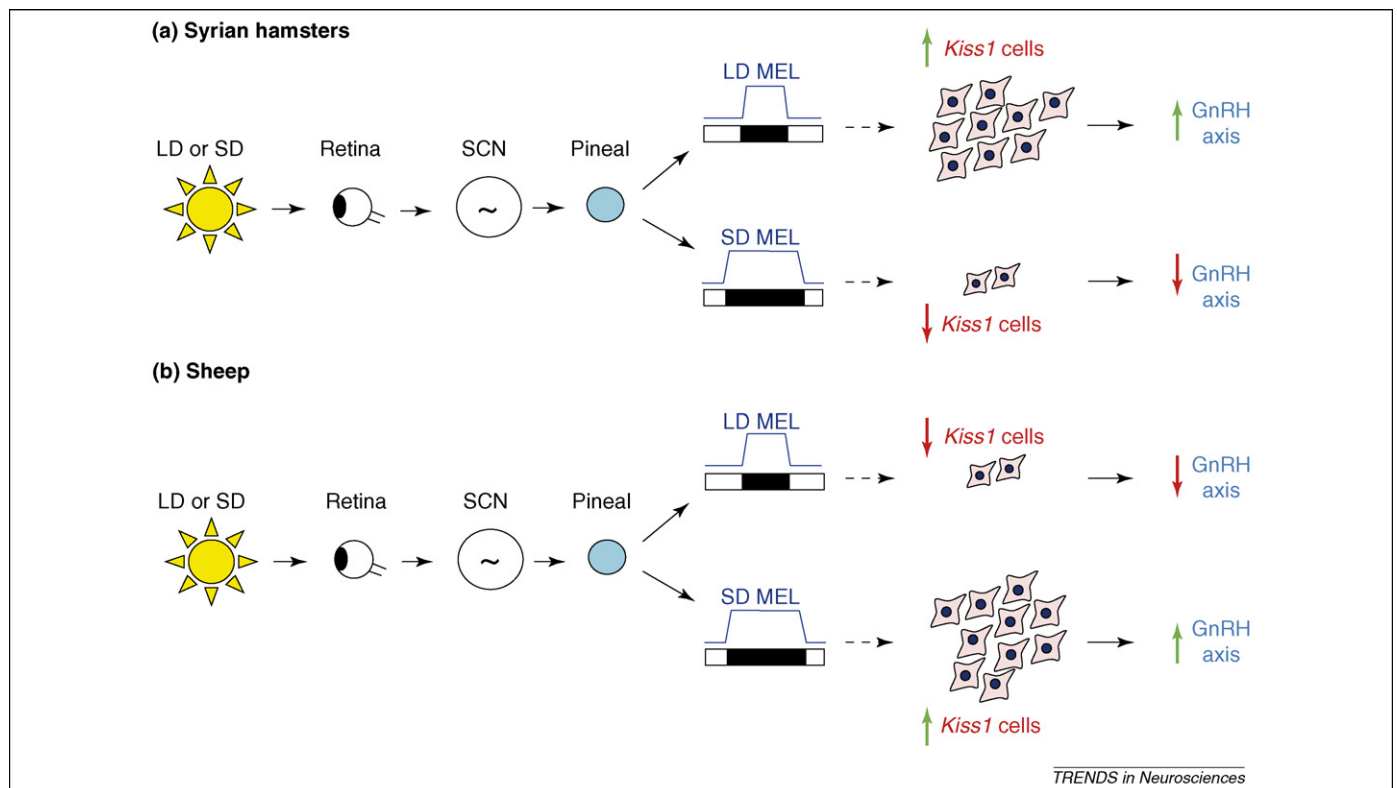 (a) Syrian hamsters
LD or SD
Retina
SCN
~
Pineal
LD MEL
Kiss1 cells
GnRH
axis
SD MEL
Kiss1 cells
GnRH
axis
(b) Sheep
LD or SD
Retina
SCN
~
Pineal
LD MEL
Kiss1 cells
GnRH
axis
SD MEL
Kiss1 cells
GnRH
axis
TRENDS in Neurosciences